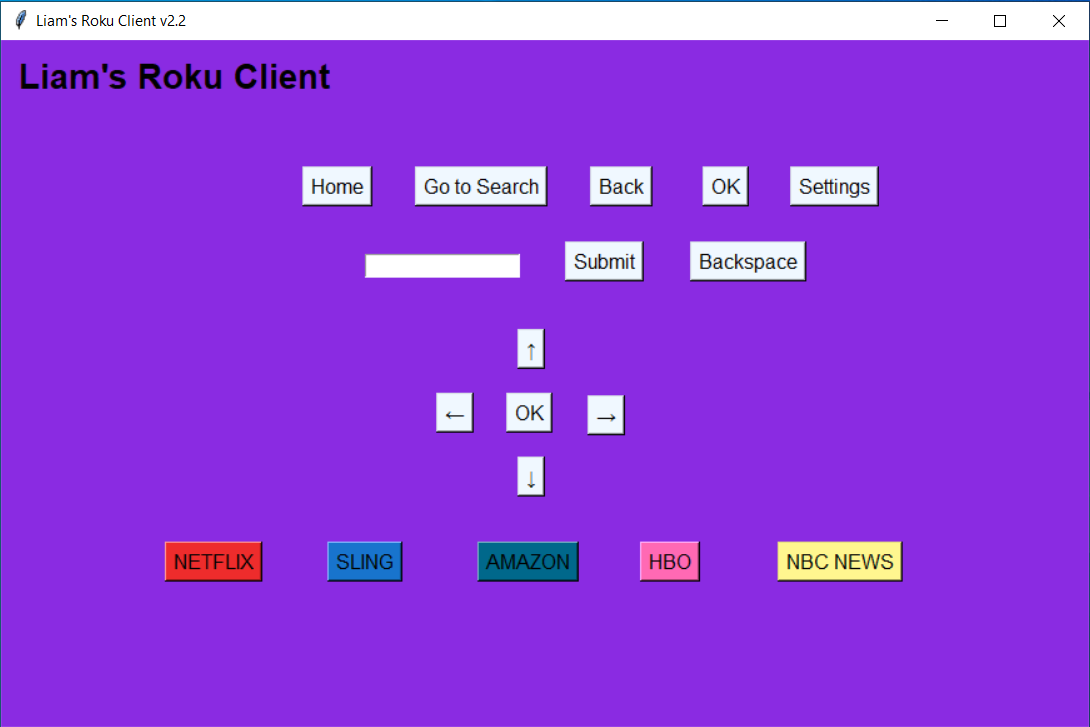 Liam's Roku Client v2.2
Liam's Roku Client
Home Go to Search Back OK Settings
Submit Backspace
↑
← OK →
↓
NETFLIX SLING AMAZON HBO NBC NEWS